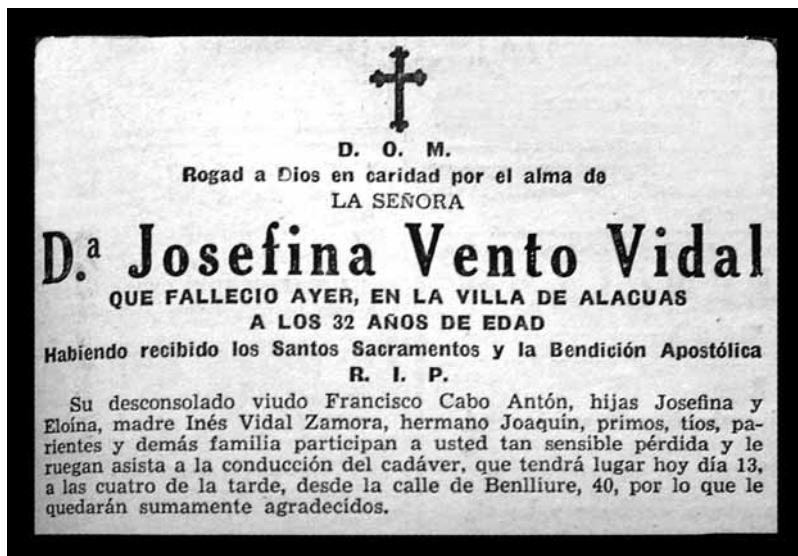 D. O. M.
Rogad a Dios en caridad por el alma de
LA SEÑORA
D.ª Josefina Vento Vidal
QUE FALLECIO AYER, EN LA VILLA DE ALACUAS
A LOS 32 AÑOS DE EDAD
Habiendo recibido los Santos Sacramentos y la Bendición Apostólica
R. I. P.
Su desconsolado viudo Francisco Cabo Antón, hijas Josefina y
Eloína, madre Inés Vidal Zamora, hermano Joaquín, primos, tíos, pa-
rientes y demás familia participan a usted tan sensible pérdida y le
ruegan asista a la conducción del cadáver, que tendrá lugar hoy día 13,
a las cuatro de la tarde, desde la calle de Benlliure, 40, por lo que le
quedarán sumamente agradecidos.